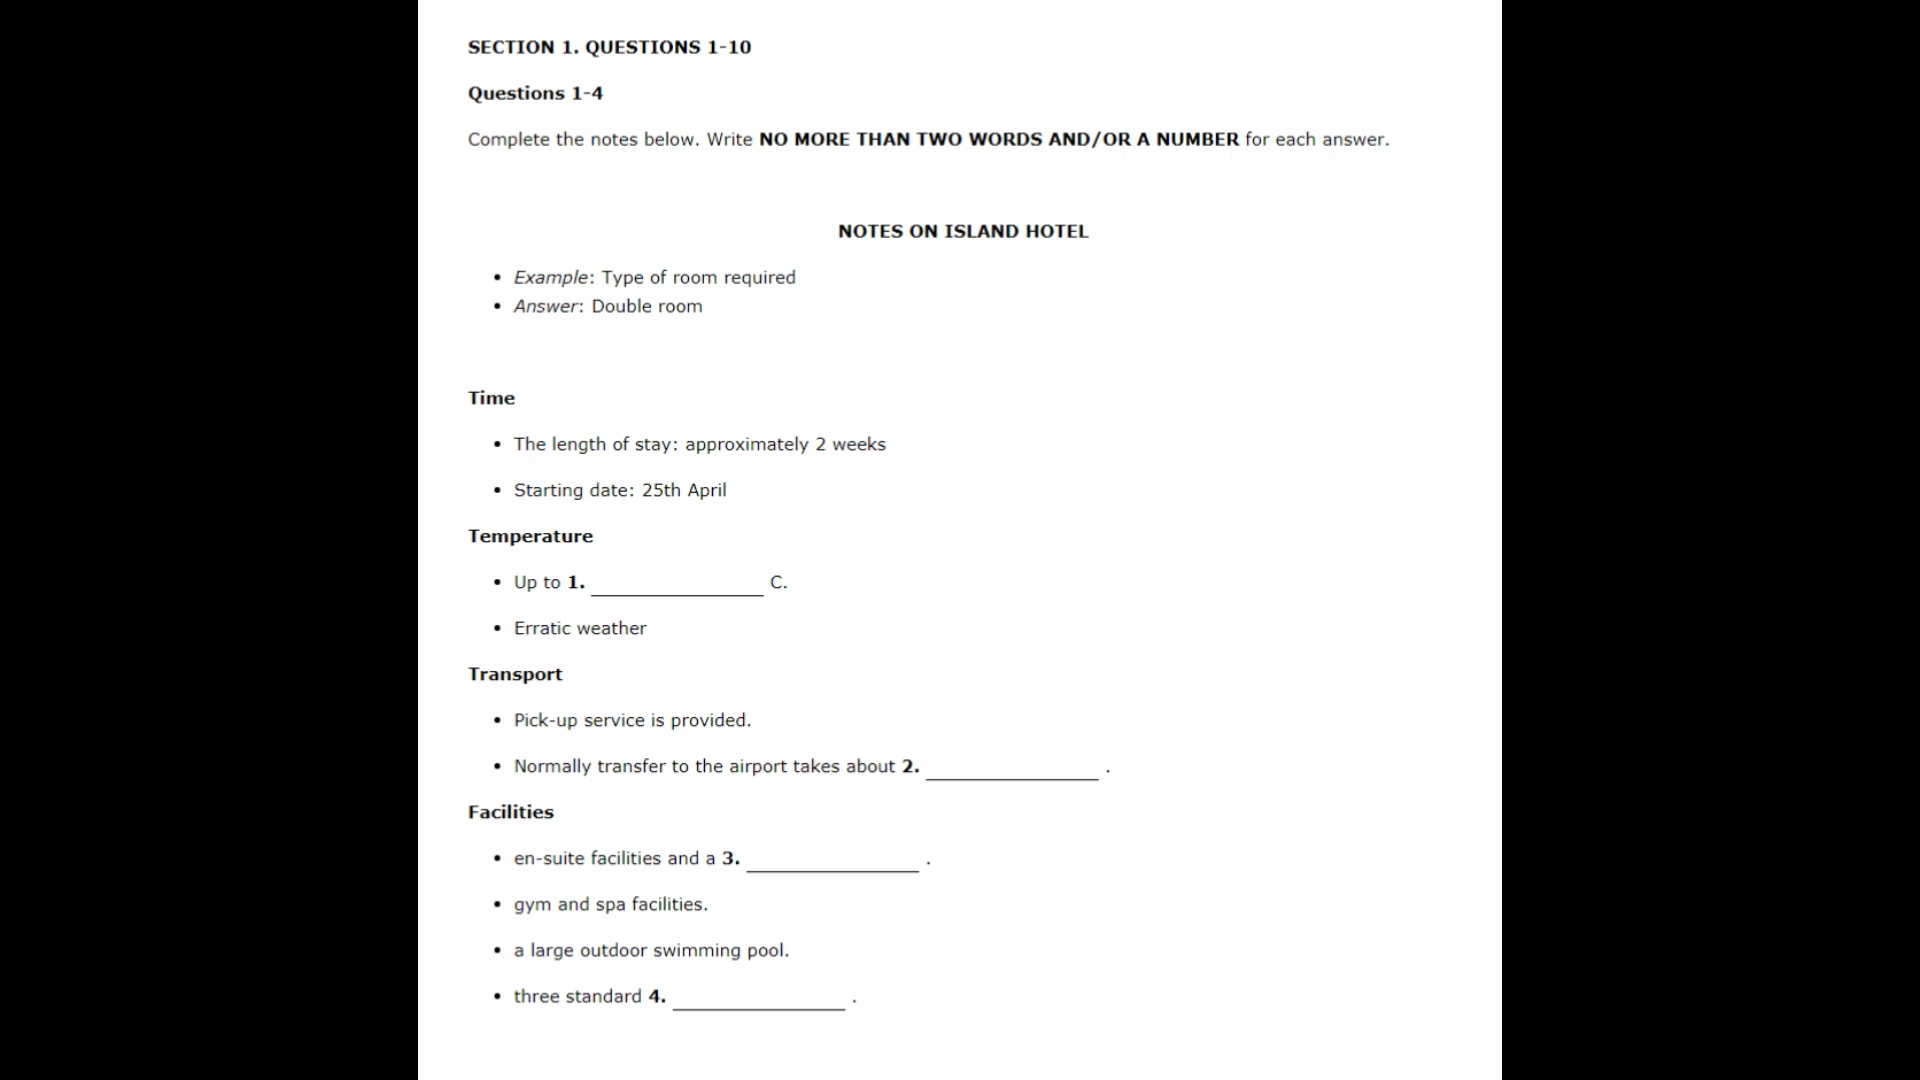 SECTION 1. QUESTIONS 1-10
Questions 1-4
Complete the notes below. Write NO MORE THAN TWO WORDS AND/OR A NUMBER for each answer.
NOTES ON ISLAND HOTEL
• Example: Type of room required
• Answer: Double room
Time
• The length of stay: approximately 2 weeks
• Starting date: 25th April
Temperature
• Up to 1. ________________ C.
• Erratic weather
Transport
• Pick-up service is provided.
• Normally transfer to the airport takes about 2. ________________ .
Facilities
• en-suite facilities and a 3. ________________ .
• gym and spa facilities.
• a large outdoor swimming pool.
• three standard 4. ________________ .